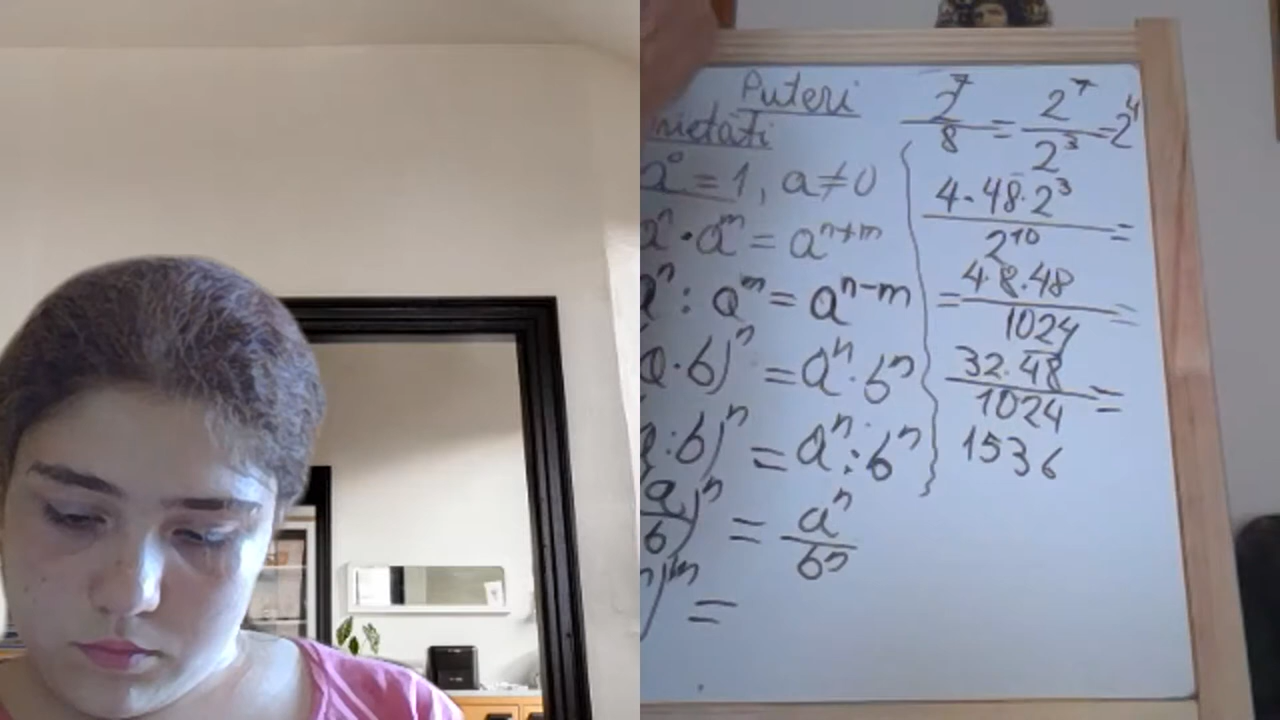 Puteri
a⁰ = 1, a ≠ 0
aⁿ · aᵐ = aⁿ⁺ᵐ
aⁿ : aᵐ = aⁿ⁻ᵐ
a·b)ⁿ = aⁿ·bⁿ
:b)ⁿ = aⁿ:bⁿ
a/b)ⁿ = aⁿ/bⁿ
)ᵐ =
2⁷/8 = 2⁷/2³ = 2⁴
4·48·2³/2¹⁰ =
= 4·8·48/1024 =
32·48/1024 =
1536